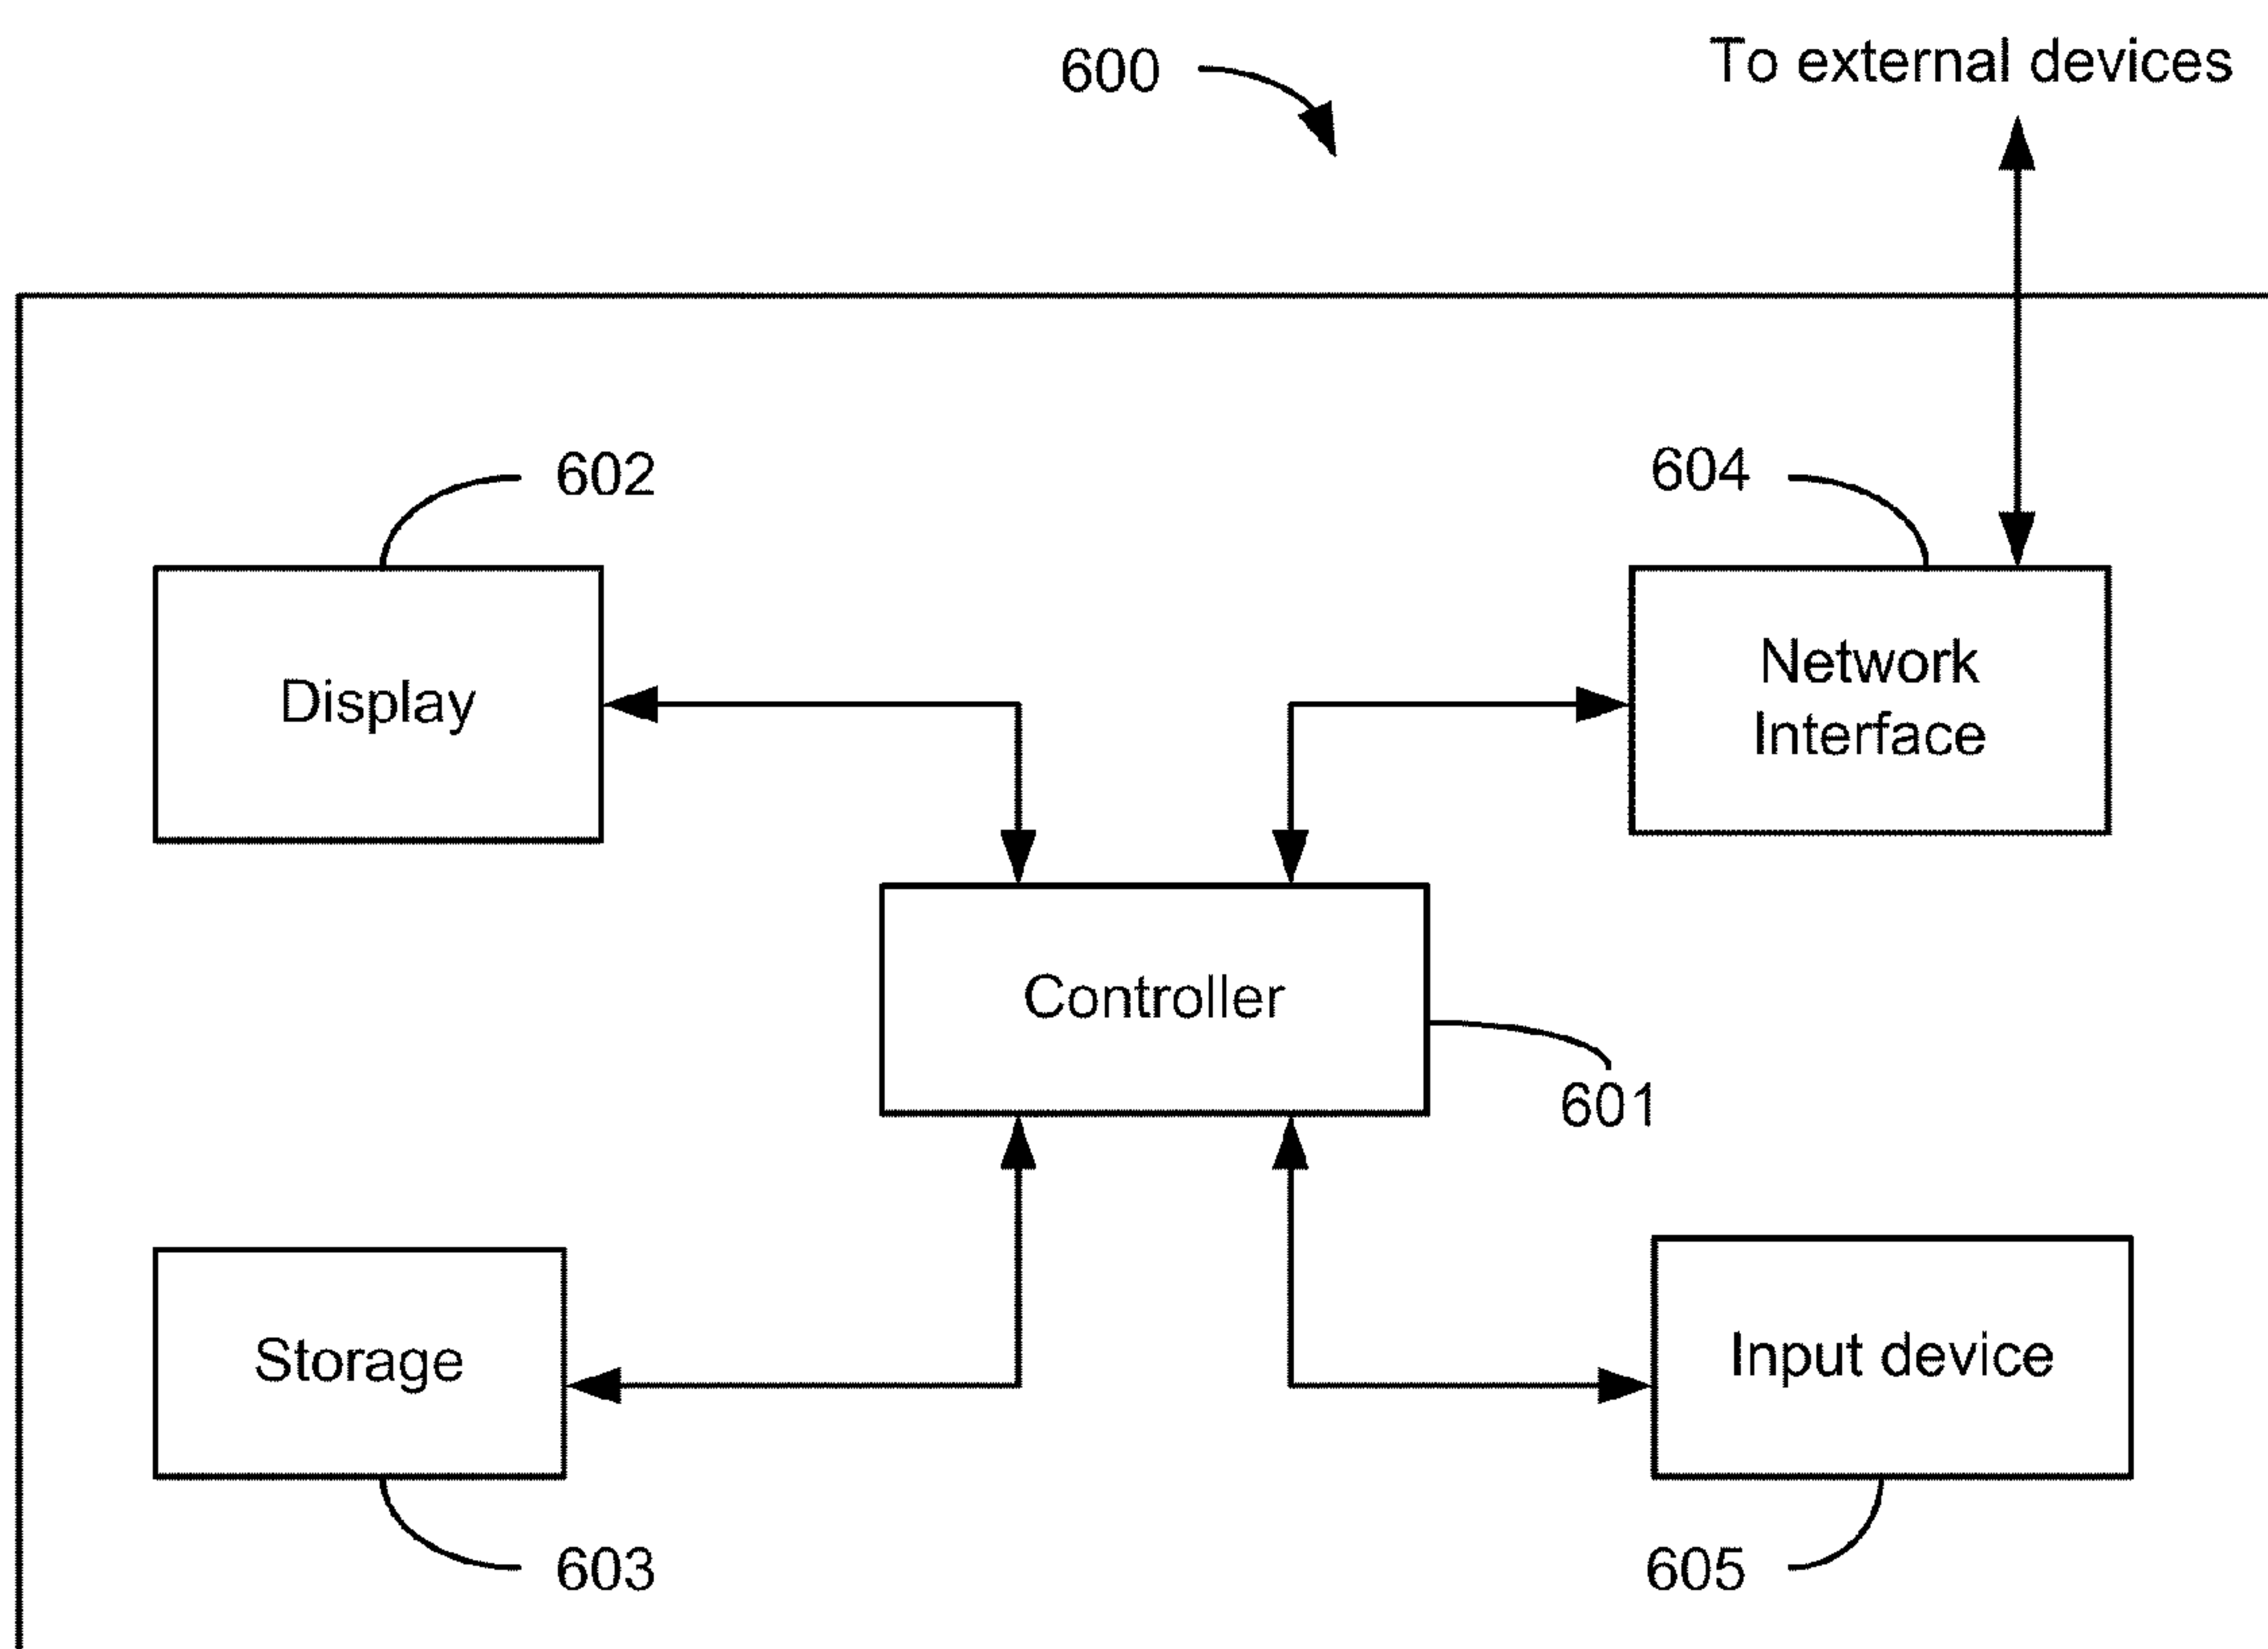 600
To external devices
602
604
Display
Network
Interface
Controller
601
Storage
Input device
603
605